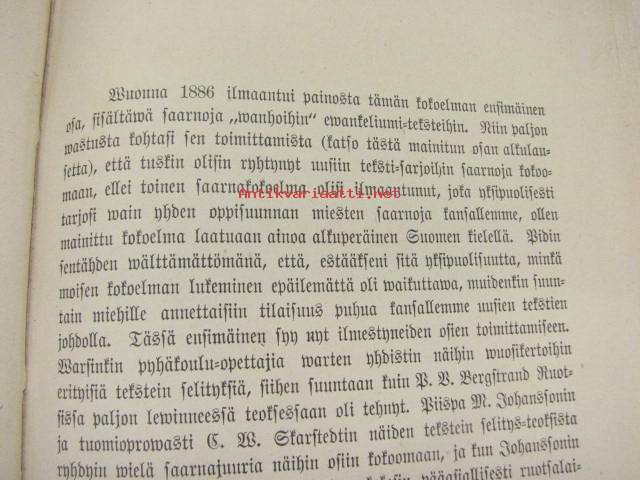 Wuonna 1886 ilmaantui painosta tämän kokoelman ensimäinen
osa, sisältäwä saarnoja „wanhoihin" ewankeliumi-teksteihin. Niin paljon
wastusta kohtasi sen toimittamista (katso tästä mainitun osan alkulau-
setta), että tuskin olisin ryhtynyt uusiin teksti-sarjoihin saarnoja kokoo-
maan, ellei toinen saarnakokoelma olisi ilmaantunut, joka yksipuolisesti
antikvariaatti.net
tarjosi wain yhden oppisuunnan miesten saarnoja kansallemme, ollen
mainittu kokoelma laatuaan ainoa alkuperäinen Suomen kielellä. Pidin
sentähden wälttämättömänä, että, estääkseni sitä yksipuolisuutta, minkä
moisen kokoelman lukeminen epäilemättä oli waikuttawa, muidenkin suun-
tain miehille annettaisiin tilaisuus puhua kansallemme uusien tekstien
johdolla. Tässä ensimäinen syy nyt ilmestyneiden osien toimittamiseen.
Warsinkin pyhäkoulu-opettajia warten yhdistin näihin wuosikertoihin
erityisiä tekstein selityksiä, siihen suuntaan kuin P. V. Bergstrand Ruot-
sissa paljon lewinneessä teoksessaan oli tehnyt. Piispa M. Johanssonin
ja tuomioprowasti C. W. Skarstedtin näiden tekstein selitys-teoksista
ryhdyin wielä saarnajuuria näihin osiin kokoomaan, ja kun Johanssonin
pääasiallisesti ruotsalai-